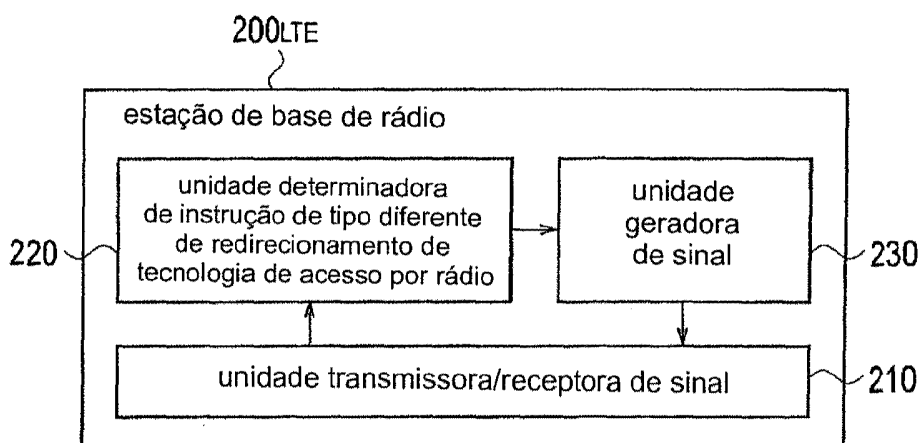 200LTE
estação de base de rádio
unidade determinadora
de instrução de tipo diferente
de redirecionamento de
tecnologia de acesso por rádio
220
unidade
geradora
de sinal
230
unidade transmissora/receptora de sinal
210